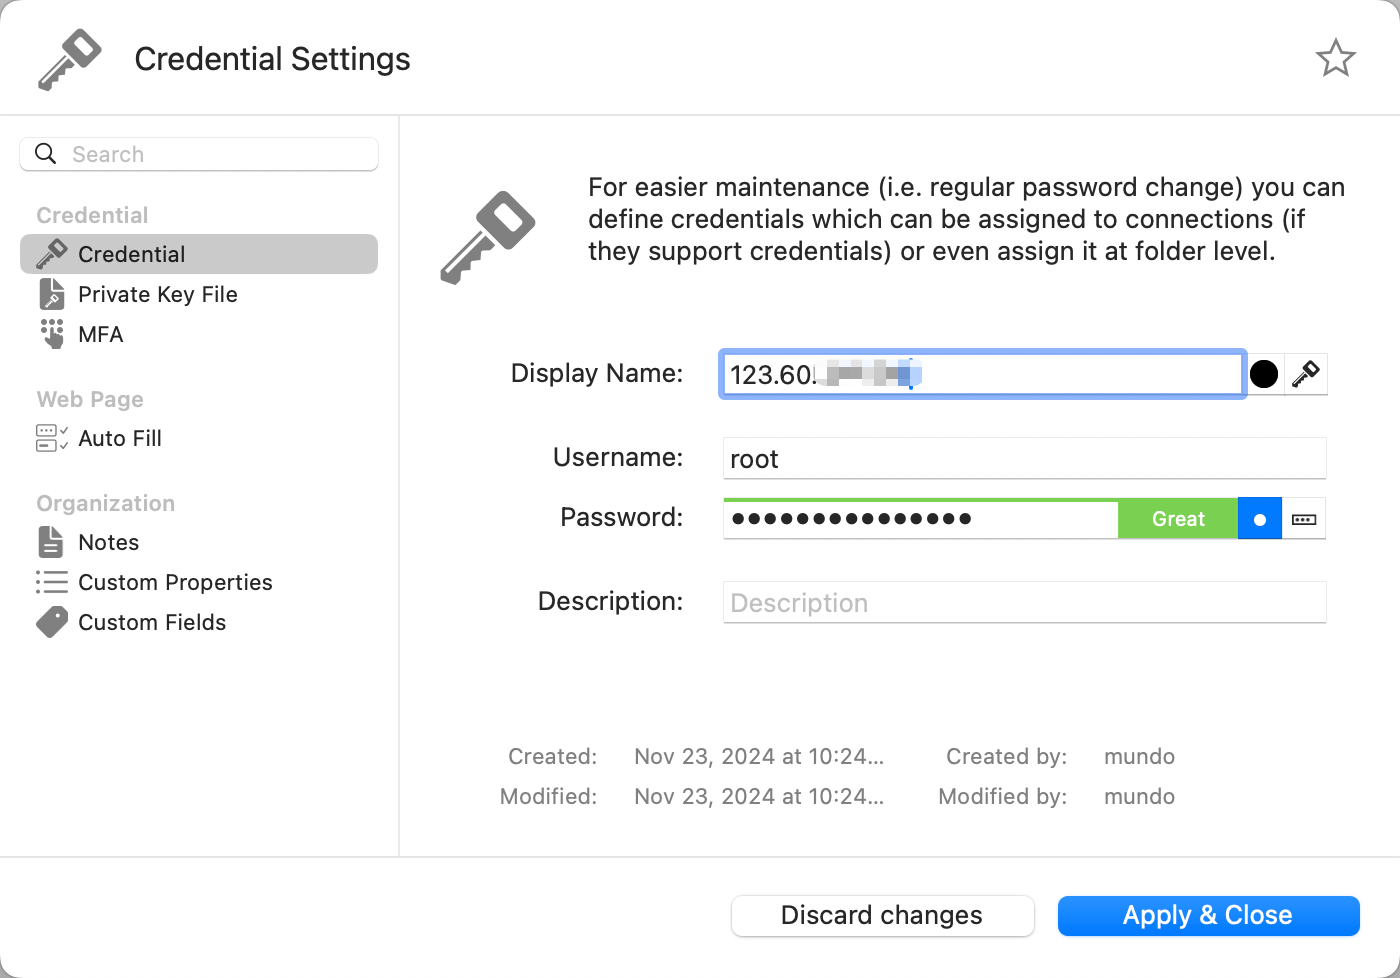 Credential Settings
Search
Credential
Credential
Private Key File
MFA
Web Page
Auto Fill
Organization
Notes
Custom Properties
Custom Fields
For easier maintenance (i.e. regular password change) you can
define credentials which can be assigned to connections (if
they support credentials) or even assign it at folder level.
Display Name: 123.60.
Username: root
Password: ●●●●●●●●●●●●●●● Great
Description: Description
Created: Nov 23, 2024 at 10:24... Created by: mundo
Modified: Nov 23, 2024 at 10:24... Modified by: mundo
Discard changes Apply & Close